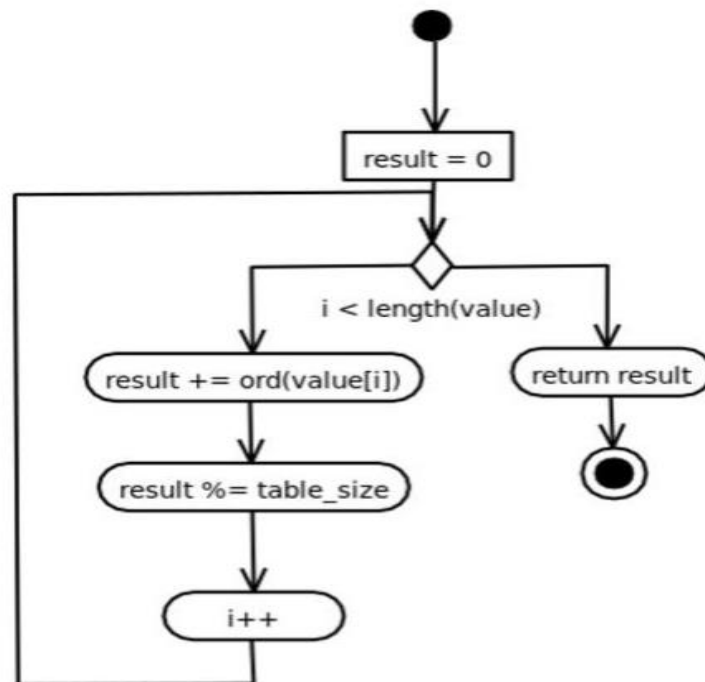 result = 0
i < length(value)
result += ord(value[i])
return result
result %= table_size
i++